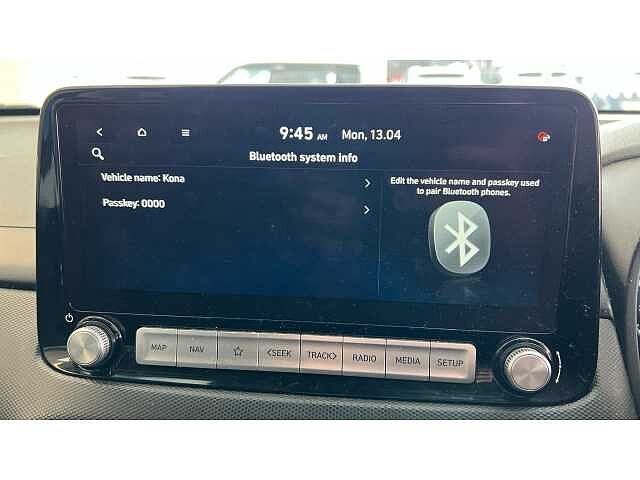 9:45 AM Mon, 13.04
Bluetooth system info
Vehicle name: Kona
Passkey: 0000
Edit the vehicle name and passkey used
to pair Bluetooth phones.
MAP NAV <SEEK TRACK> RADIO MEDIA SETUP